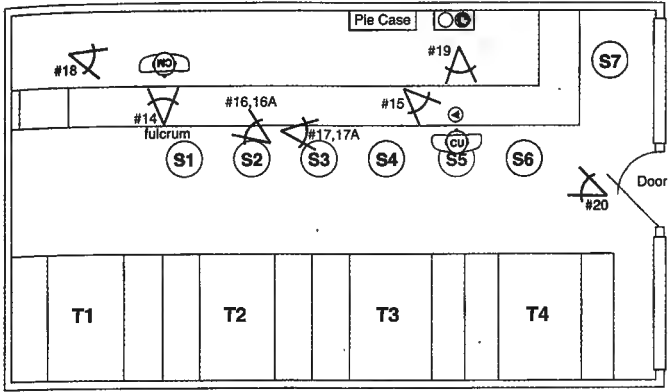 Pie Case
#19
S7
#18
CM
#16,16A
#15
#14
fulcrum
#17,17A
CU
S1
S2
S3
S4
S5
S6
Door
#20
T1
T2
T3
T4